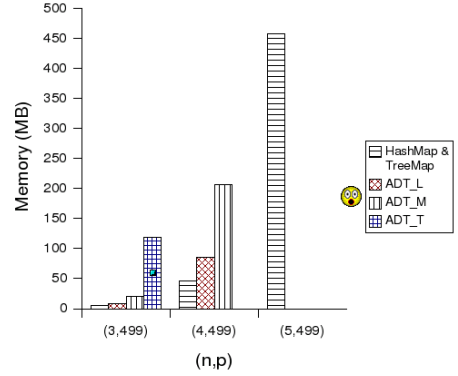 500
450
400
350
300
250
200
150
100
50
0
Memory (MB)
(3,499)
(4,499)
(5,499)
(n,p)
HashMap &
TreeMap
ADT_L
ADT_M
ADT_T